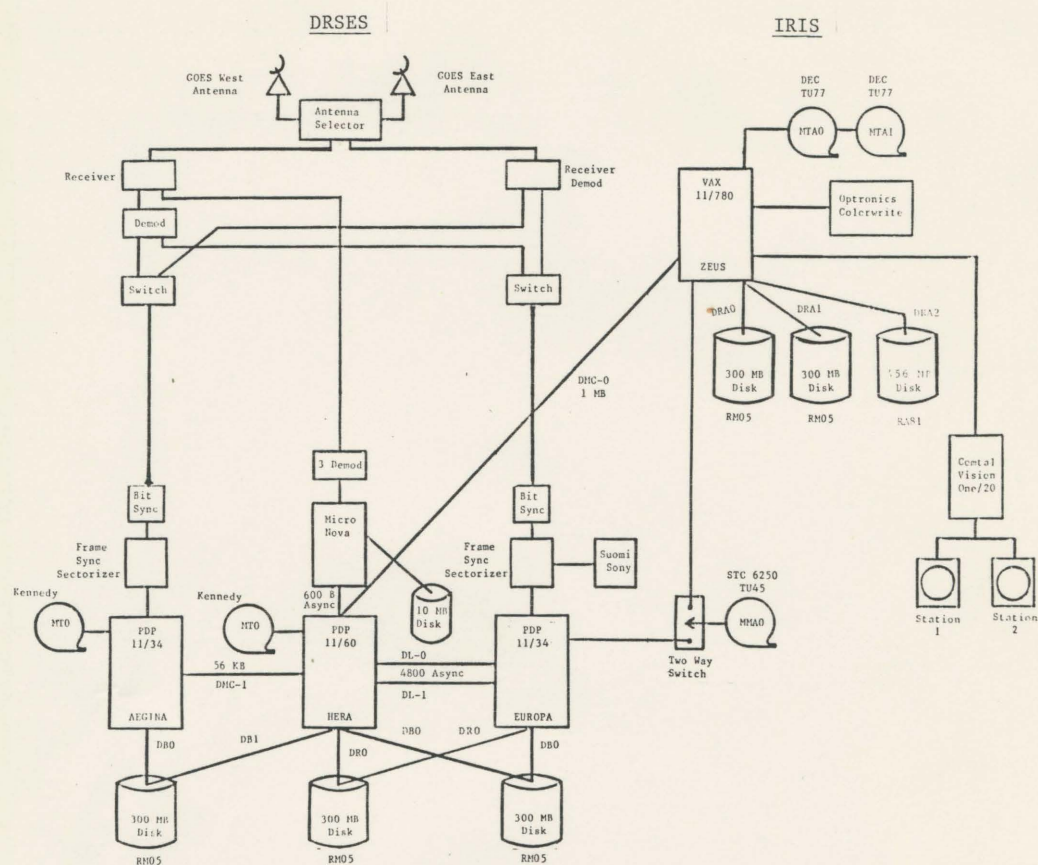 DRSES
IRIS
GOES West
Antenna
GOES East
Antenna
Antenna
Selector
DEC
TU77
DEC
TU77
MTA0
MTA1
Receiver
Receiver
Demod
VAX
11/780
ZEUS
Optronics
Colorwrite
Demod
Switch
Switch
DRA0
DRA1
DRA2
300 MB
Disk
RM05
300 MB
Disk
RM05
456 MB
Disk
RA81
DMC-0
1 MB
3 Demod
Comtal
Vision
One/20
Bit
Sync
Micro
Nova
Bit
Sync
Frame
Sync
Sectorizer
Frame
Sync
Sectorizer
Suomi
Sony
600 B
Async
10 MB
Disk
STC 6250
TU45
MMA0
Two Way
Switch
Station
1
Station
2
Kennedy
MT0
PDP
11/34
AEGINA
Kennedy
MT0
PDP
11/60
HERA
PDP
11/34
EUROPA
56 KB
DMC-1
DL-0
4800 Async
DL-1
DB0
DB1
DR0
DB0
DR0
DB0
300 MB
Disk
RM05
300 MB
Disk
RM05
300 MB
Disk
RM05